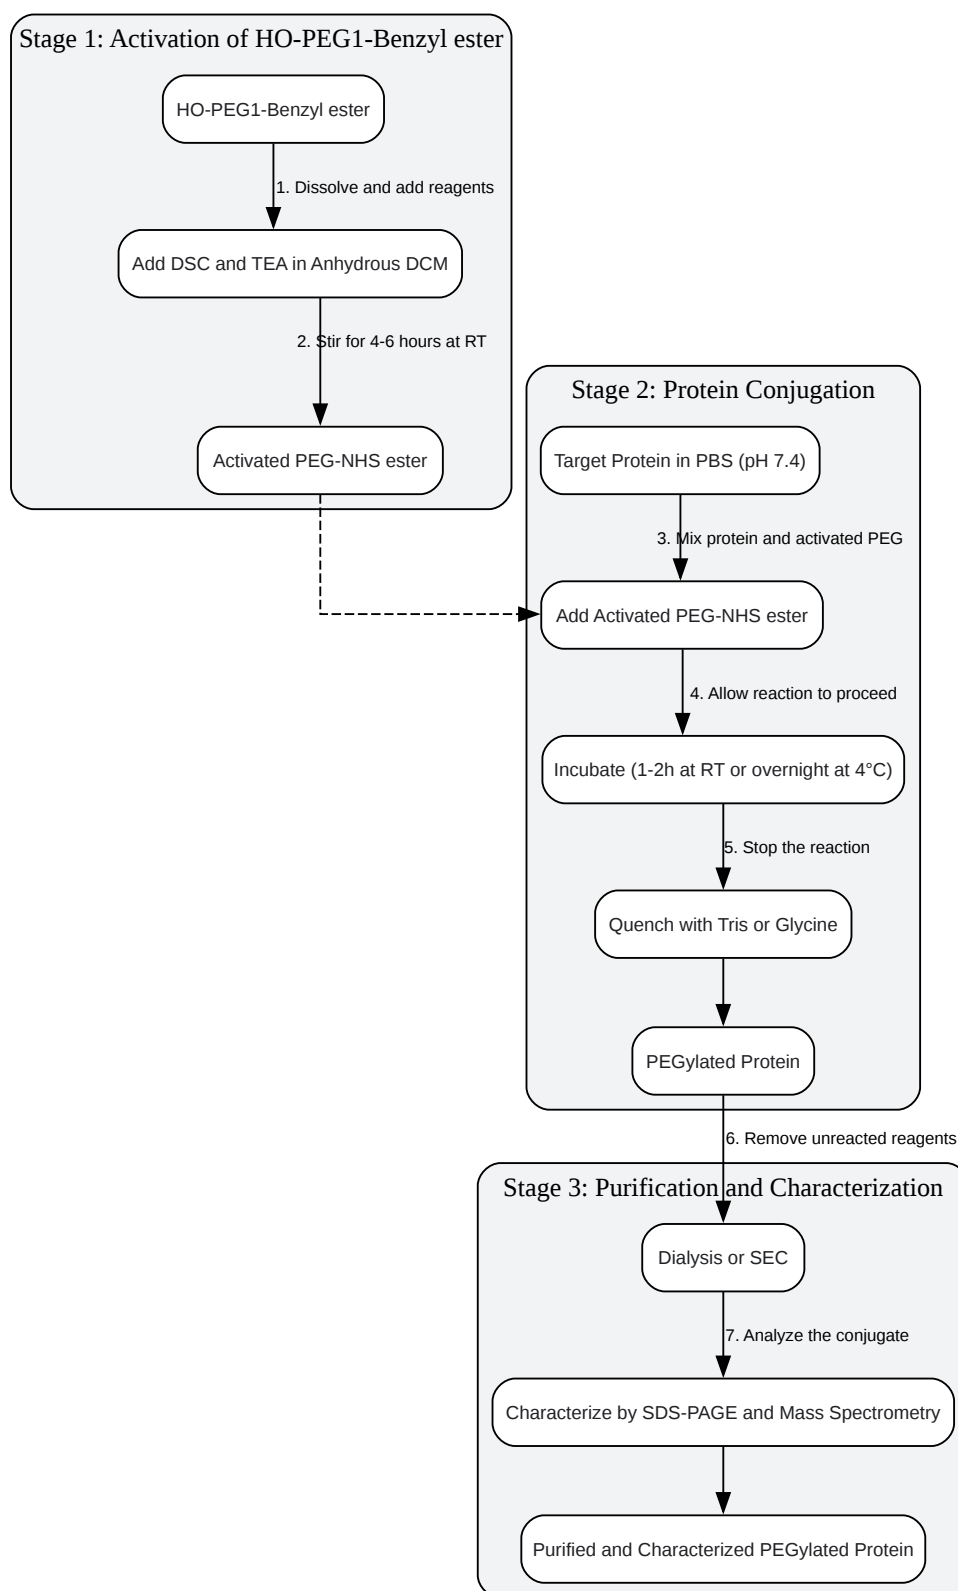 Stage 1: Activation of HO-PEG1-Benzyl ester
HO-PEG1-Benzyl ester
1. Dissolve and add reagents
Add DSC and TEA in Anhydrous DCM
2. Stir for 4-6 hours at RT
Activated PEG-NHS ester
Stage 2: Protein Conjugation
Target Protein in PBS (pH 7.4)
3. Mix protein and activated PEG
Add Activated PEG-NHS ester
4. Allow reaction to proceed
Incubate (1-2h at RT or overnight at 4°C)
5. Stop the reaction
Quench with Tris or Glycine
PEGylated Protein
6. Remove unreacted reagents
Stage 3: Purification and Characterization
Dialysis or SEC
7. Analyze the conjugate
Characterize by SDS-PAGE and Mass Spectrometry
Purified and Characterized PEGylated Protein